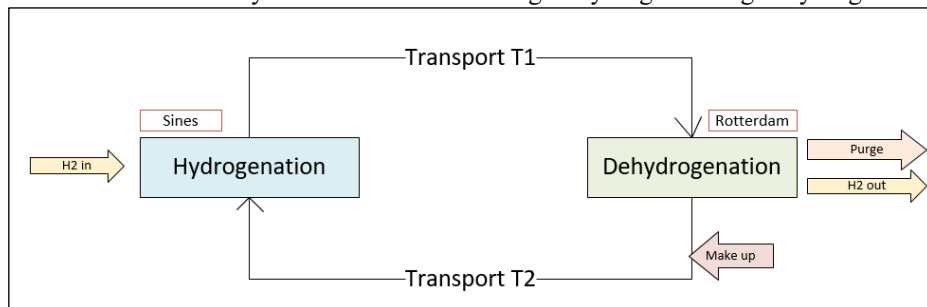 Transport T1
Sines
Rotterdam
H2 in
Hydrogenation
Dehydrogenation
Purge
H2 out
Make up
Transport T2